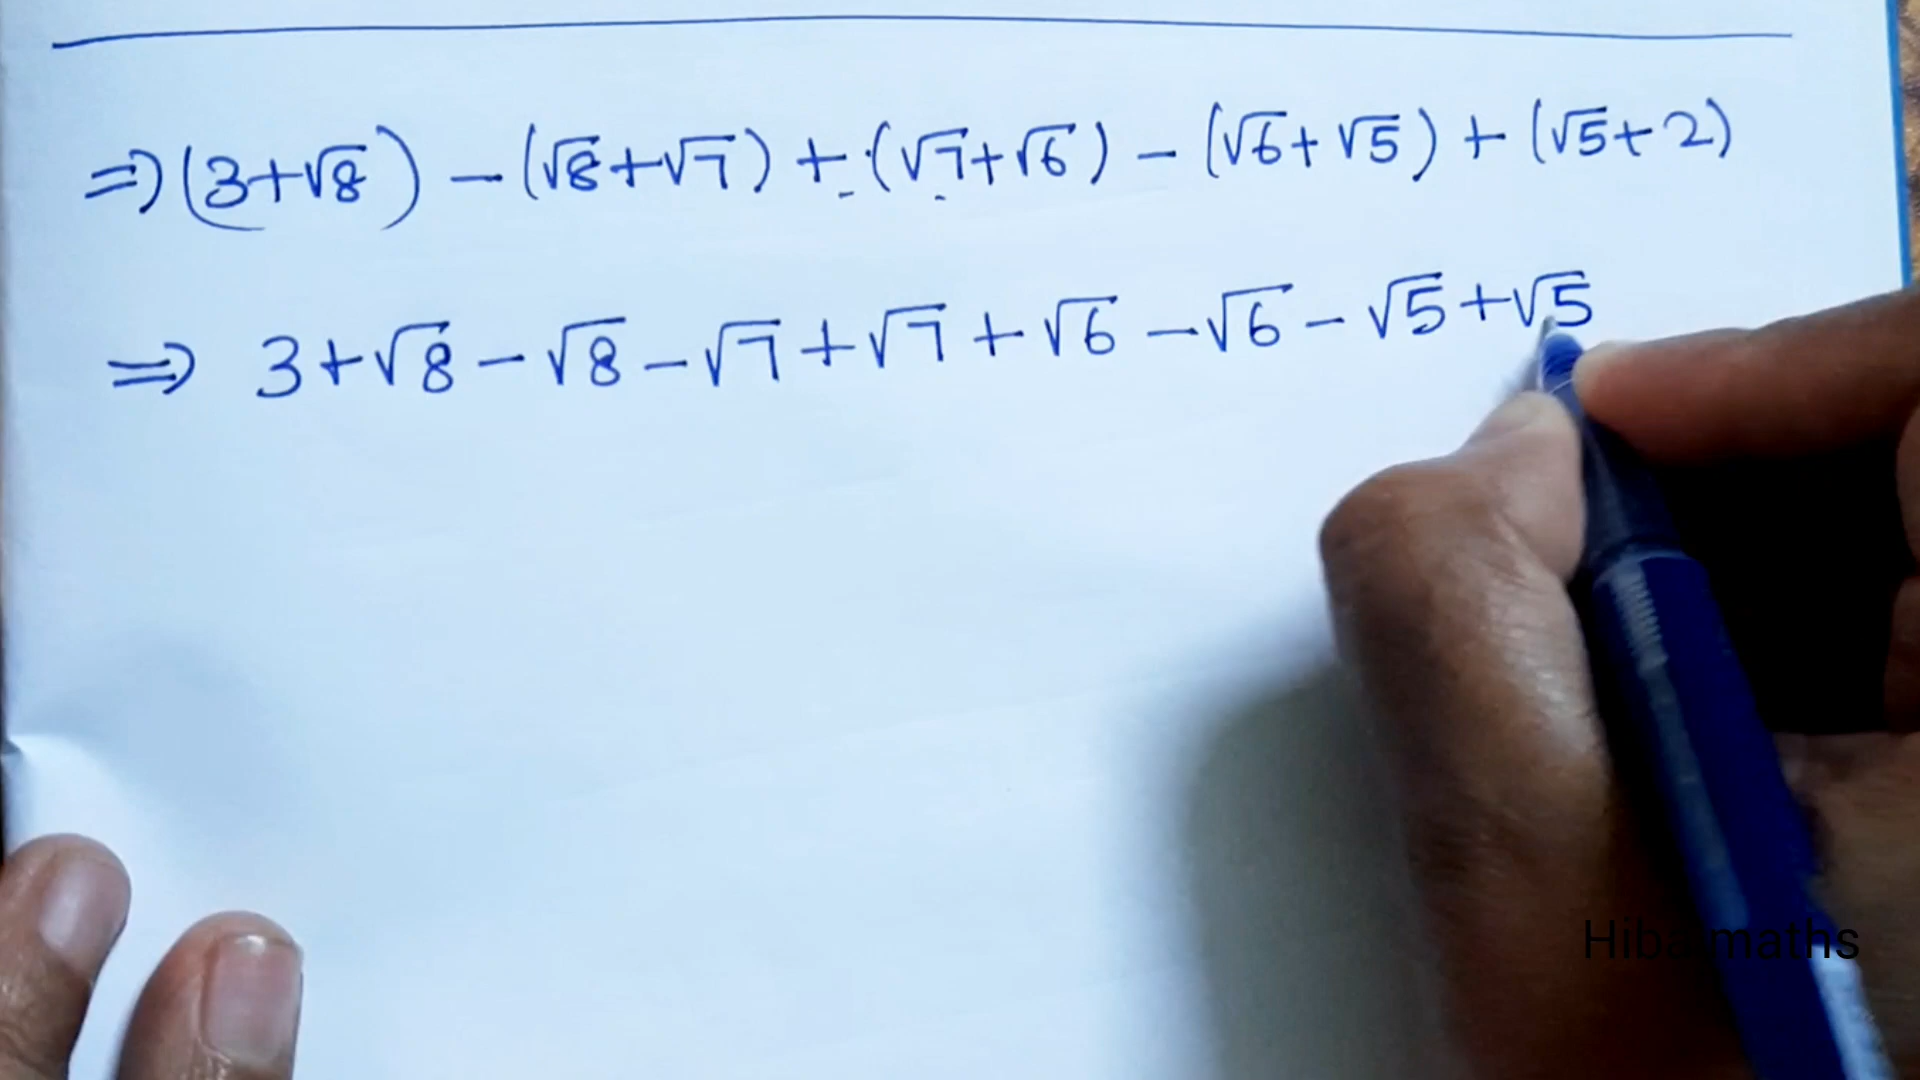 ⇒ (3+√8) - (√8+√7) + (√7+√6) - (√6+√5) + (√5+2)
⇒ 3+√8-√8-√7+√7+√6-√6-√5+√5
Hiba maths